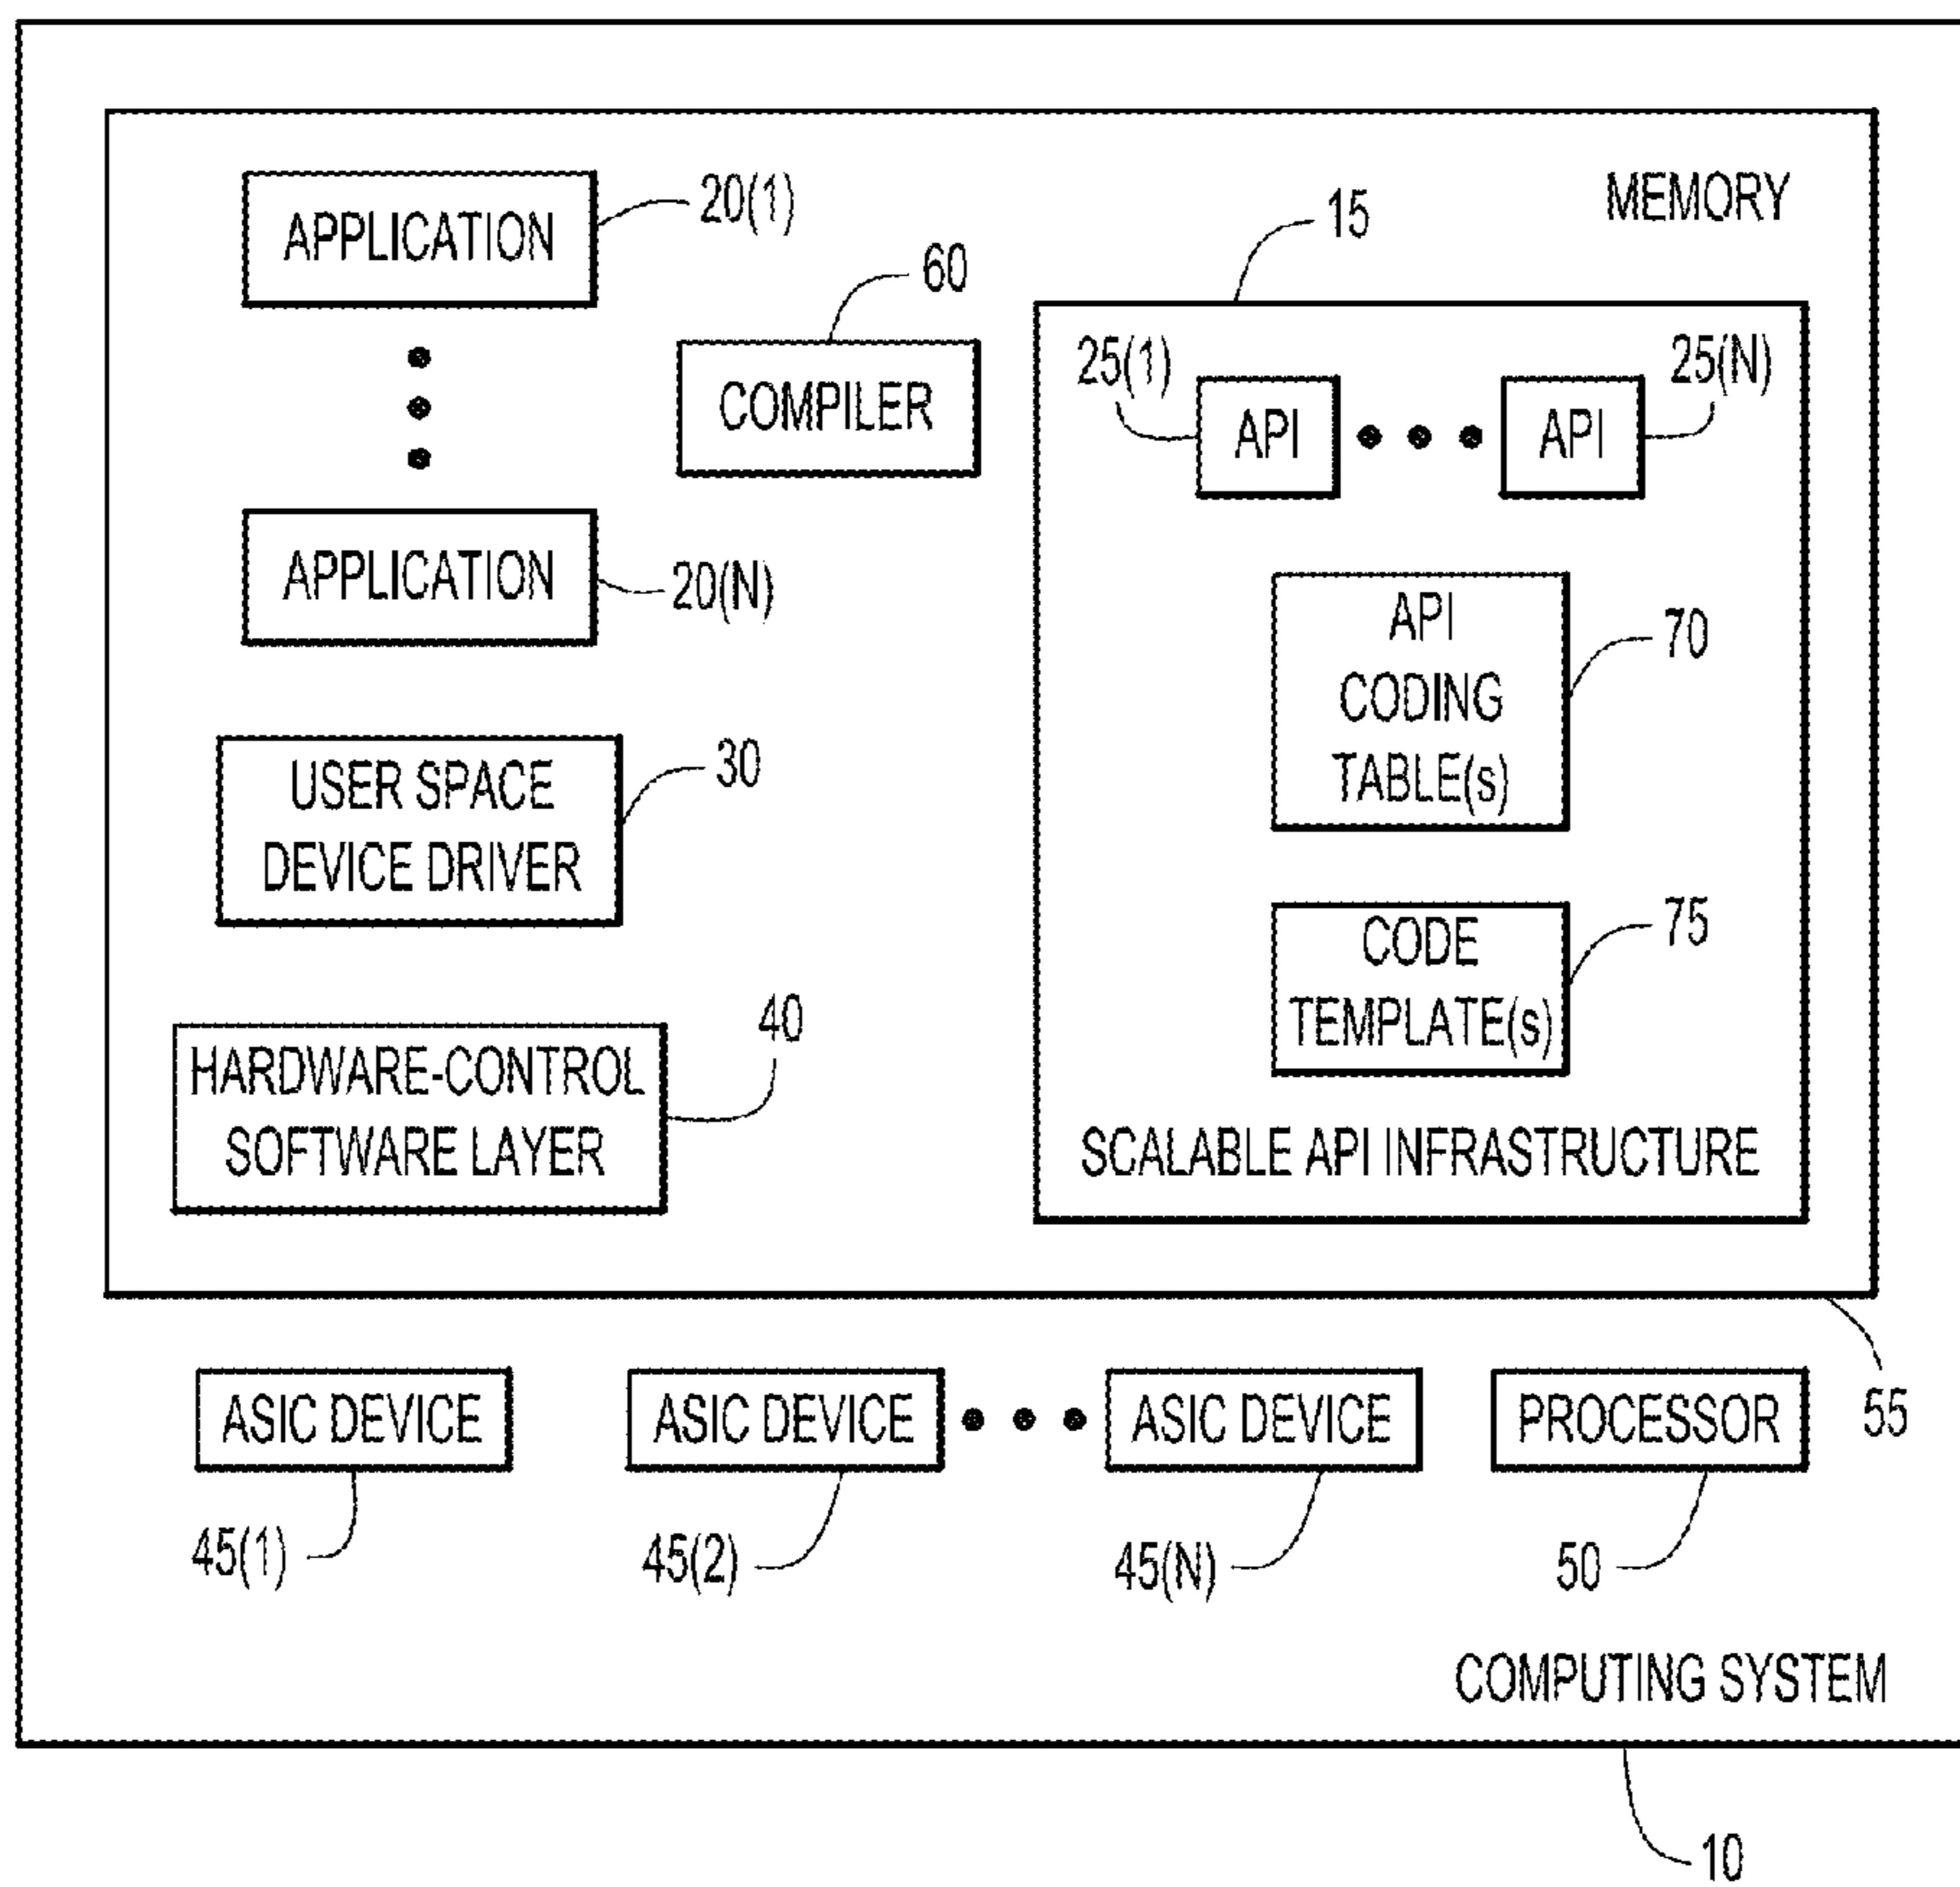 APPLICATION
20(1)
MEMORY
15
60
COMPILER
25(1)
API
API
25(N)
APPLICATION
20(N)
API
CODING
TABLE(s)
70
USER SPACE
DEVICE DRIVER
30
CODE
TEMPLATE(s)
75
HARDWARE-CONTROL
SOFTWARE LAYER
40
SCALABLE API INFRASTRUCTURE
55
ASIC DEVICE
ASIC DEVICE
ASIC DEVICE
PROCESSOR
45(1)
45(2)
45(N)
50
COMPUTING SYSTEM
10